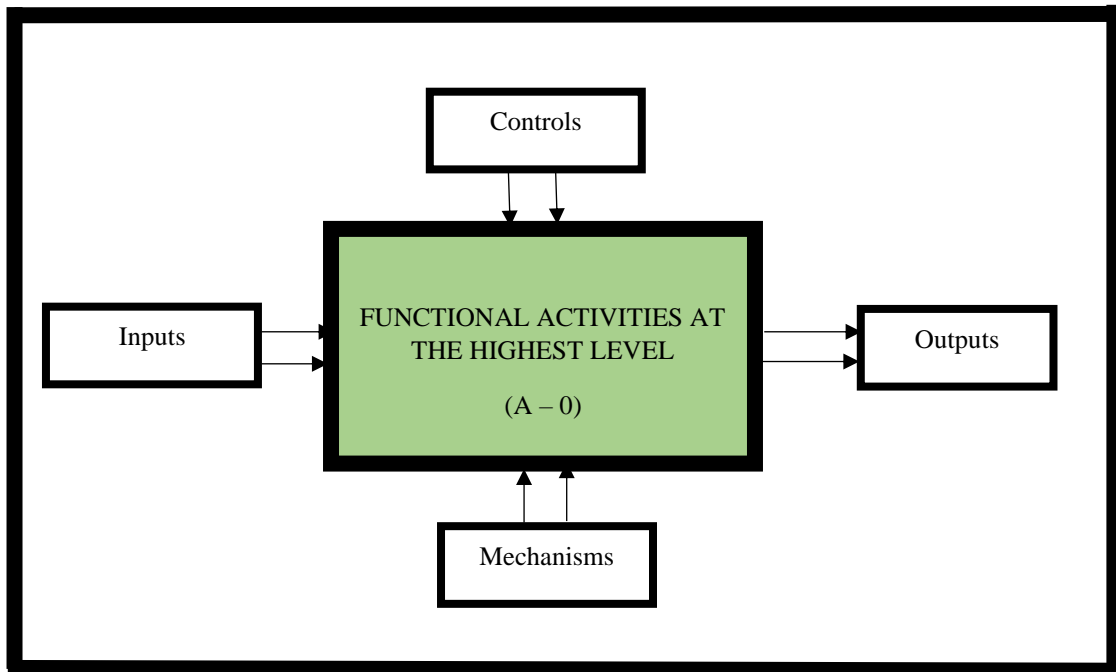 Controls
Inputs
FUNCTIONAL ACTIVITIES AT
THE HIGHEST LEVEL
(A – 0)
Outputs
Mechanisms